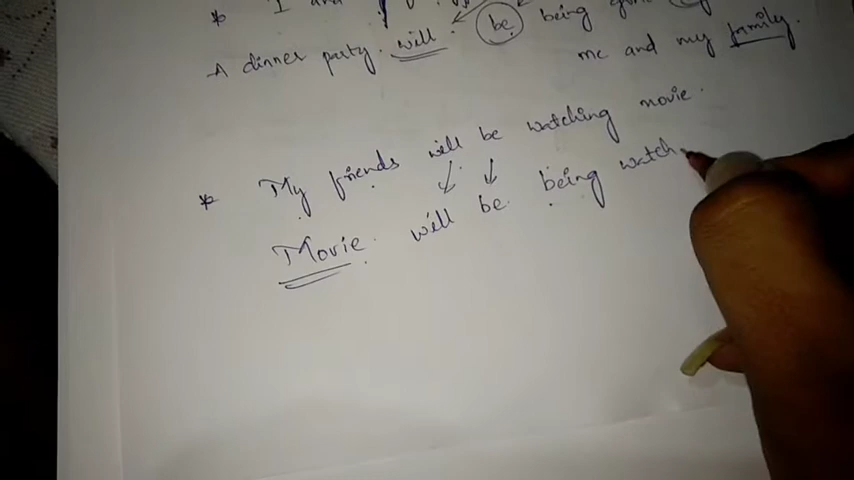 * I and
A dinner party will be being
me and my family.
* My friends will be watching movie.
Movie will be being watch